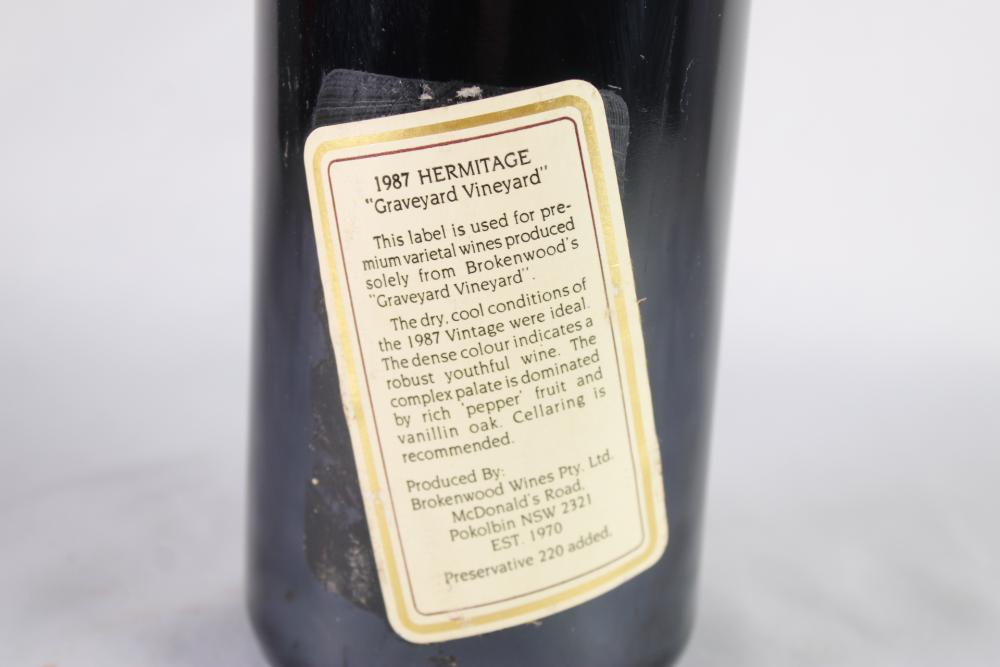 1987 HERMITAGE
"Graveyard Vineyard"
This label is used for pre-
mium varietal wines produced
solely from Brokenwood's
"Graveyard Vineyard".
The dry, cool conditions of
the 1987 Vintage were ideal.
The dense colour indicates a
robust youthful wine. The
complex palate is dominated
by rich 'pepper' fruit and
vanillin oak. Cellaring is
recommended.
Produced By:
Brokenwood Wines Pty. Ltd.
McDonald's Road,
Pokolbin NSW 2321
EST. 1970
Preservative 220 added.